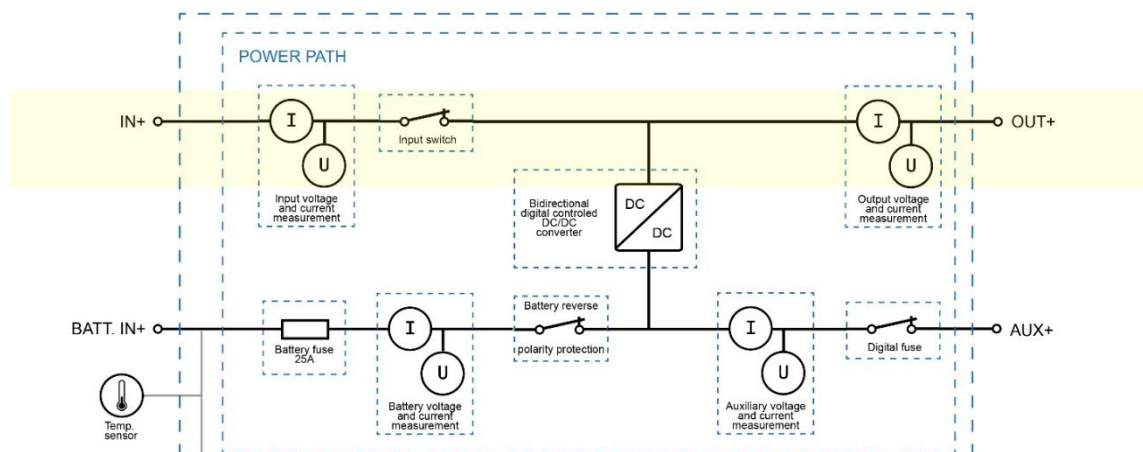 POWER PATH
IN+
I
U
Input voltage
and current
measurement
Input switch
I
U
Output voltage
and current
measurement
OUT+
Bidirectional
digital controled
DC/DC
converter
DC
DC
BATT. IN+
Battery fuse
25A
I
U
Battery voltage
and current
measurement
Battery reverse
polarity protection
I
U
Auxiliary voltage
and current
measurement
Digital fuse
AUX+
Temp.
sensor